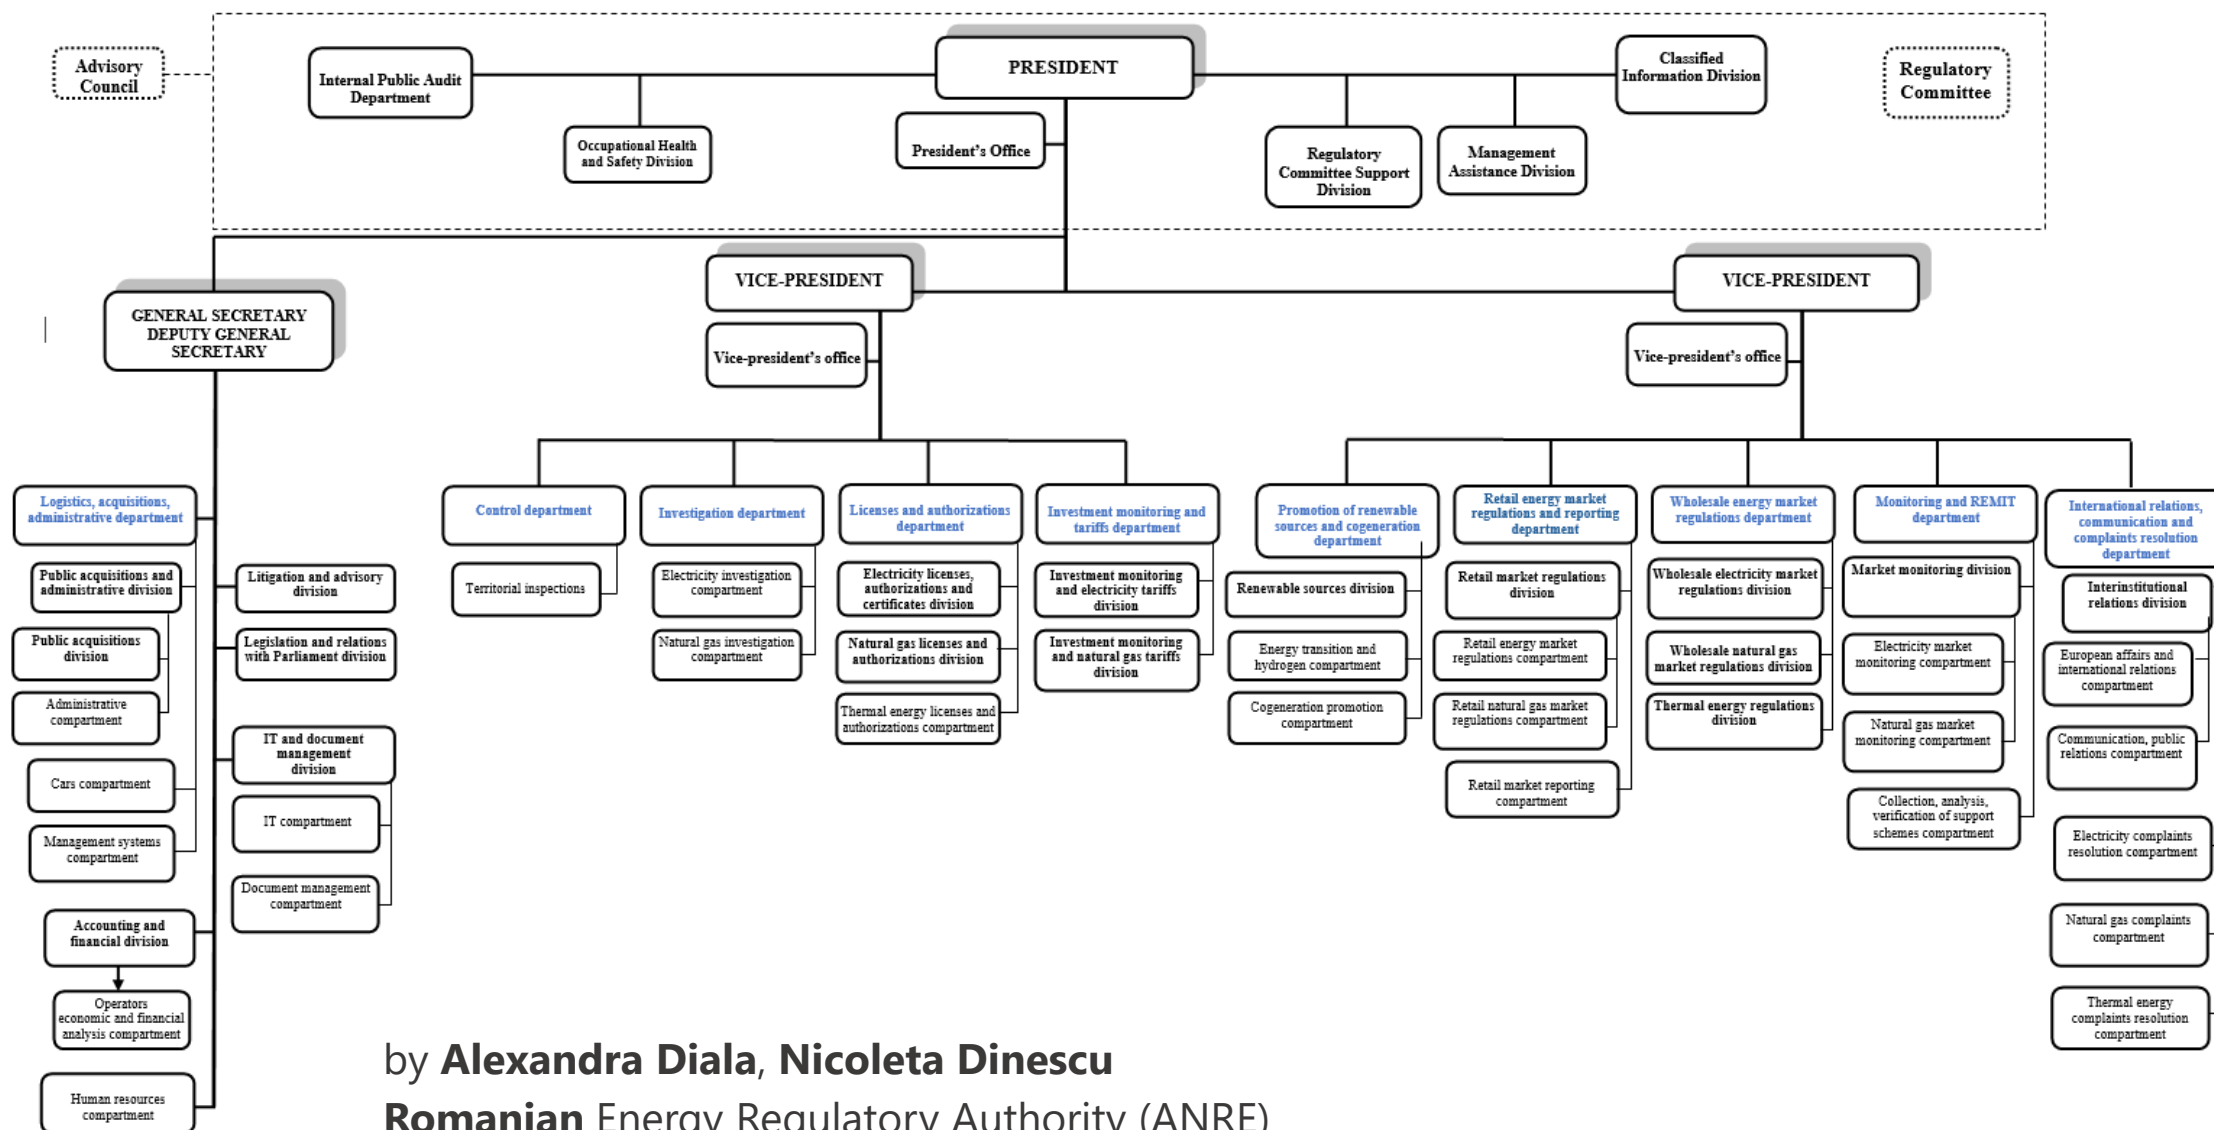 Advisory
Council
Internal Public Audit
Department
Occupational Health
and Safety Division
PRESIDENT
President's Office
Regulatory
Committee Support
Division
Management
Assistance Division
Classified
Information Division
Regulatory
Committee
GENERAL SECRETARY
DEPUTY GENERAL
SECRETARY
VICE-PRESIDENT
Vice-president's office
VICE-PRESIDENT
Vice-president's office
Logistics, acquisitions,
administrative department
Public acquisitions and
administrative division
Public acquisitions
division
Administrative
compartment
Cars compartment
Management systems
compartment
Accounting and
financial division
Operators
economic and financial
analysis compartment
Human resources
compartment
Litigation and advisory
division
Legislation and relations
with Parliament division
IT and document
management
division
IT compartment
Document management
compartment
Control department
Territorial inspections
Investigation department
Electricity investigation
compartment
Natural gas investigation
compartment
Licenses and authorizations
department
Electricity licenses,
authorizations and
certificates division
Natural gas licenses and
authorizations division
Thermal energy licenses and
authorizations compartment
Investment monitoring and
tariffs department
Investment monitoring
and electricity tariffs
division
Investment monitoring
and natural gas tariffs
division
Promotion of renewable
sources and cogeneration
department
Renewable sources division
Energy transition and
hydrogen compartment
Cogeneration promotion
compartment
Retail energy market
regulations and reporting
department
Retail market regulations
division
Retail energy market
regulations compartment
Retail natural gas market
regulations compartment
Retail market reporting
compartment
Wholesale energy market
regulations department
Wholesale electricity market
regulations division
Wholesale natural gas
market regulations division
Thermal energy regulations
division
Monitoring and REMIT
department
Market monitoring division
Electricity market
monitoring compartment
Natural gas market
monitoring compartment
Collection, analysis,
verification of support
schemes compartment
International relations,
communication and
complaints resolution
department
Interinstitutional
relations division
European affairs and
international relations
compartment
Communication, public
relations compartment
Electricity complaints
resolution compartment
Natural gas complaints
compartment
Thermal energy
complaints resolution
compartment
by Alexandra Diala, Nicoleta Dinescu
Romanian Energy Regulatory Authority (ANRE)